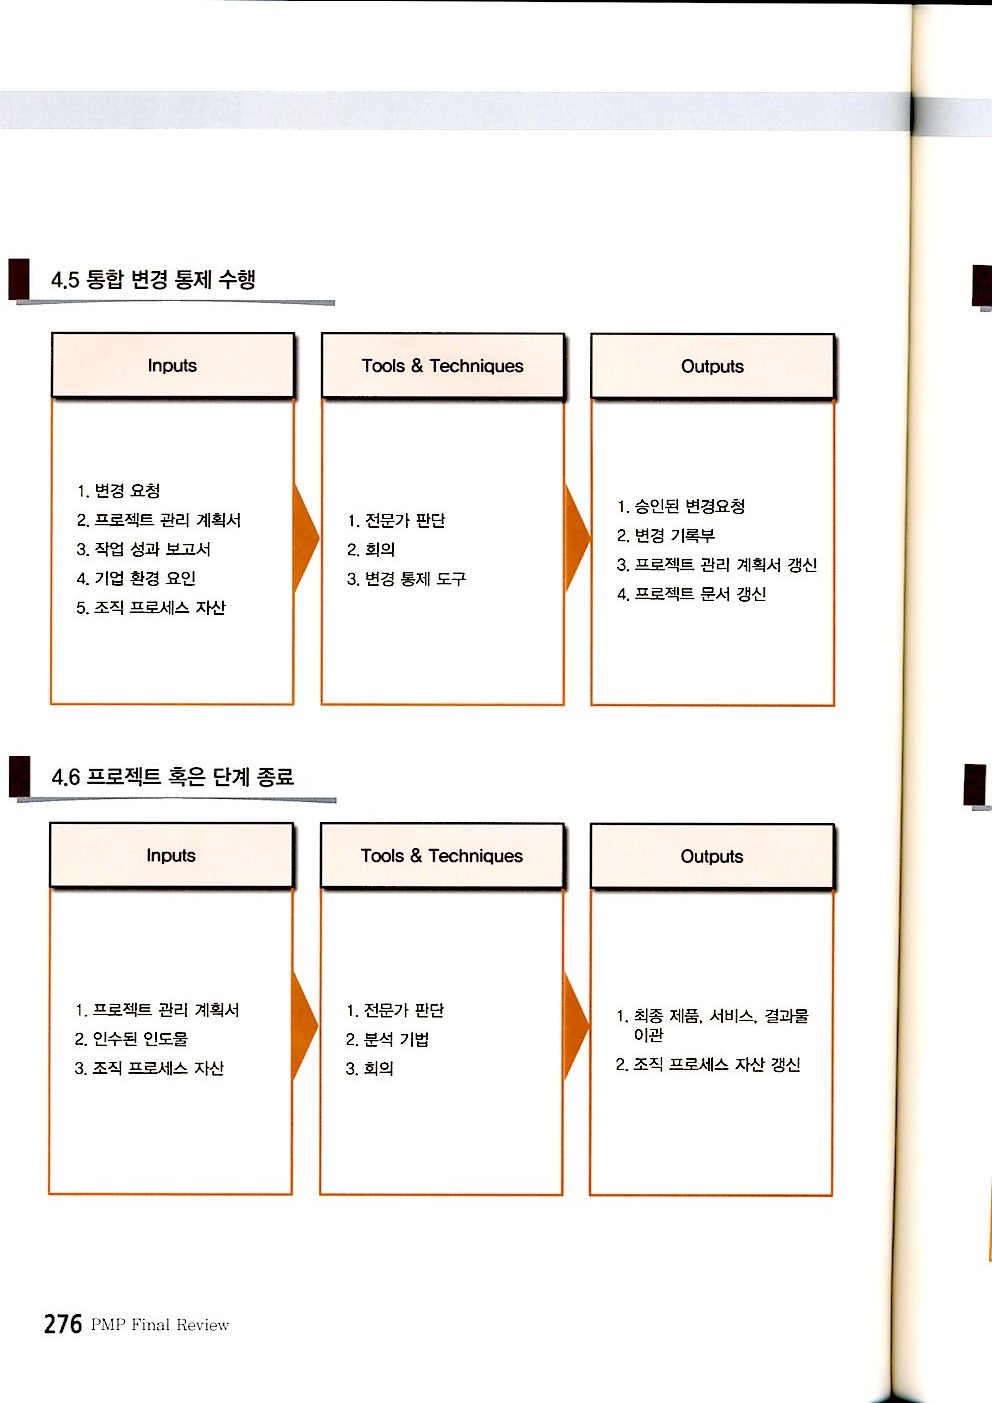 4.5 통합 변경 통제 수행
Inputs
1. 변경 요청
2. 프로젝트 관리 계획서
3. 작업 성과 보고서
4. 기업 환경 요인
5. 조직 프로세스 자산
Tools & Techniques
1. 전문가 판단
2. 회의
3. 변경 통제 도구
Outputs
1. 승인된 변경요청
2. 변경 기록부
3. 프로젝트 관리 계획서 갱신
4. 프로젝트 문서 갱신
4.6 프로젝트 혹은 단계 종료
Inputs
1. 프로젝트 관리 계획서
2. 인수된 인도물
3. 조직 프로세스 자산
Tools & Techniques
1. 전문가 판단
2. 분석 기법
3. 회의
Outputs
1. 최종 제품, 서비스, 결과물
이관
2. 조직 프로세스 자산 갱신
276 PMP Final Review